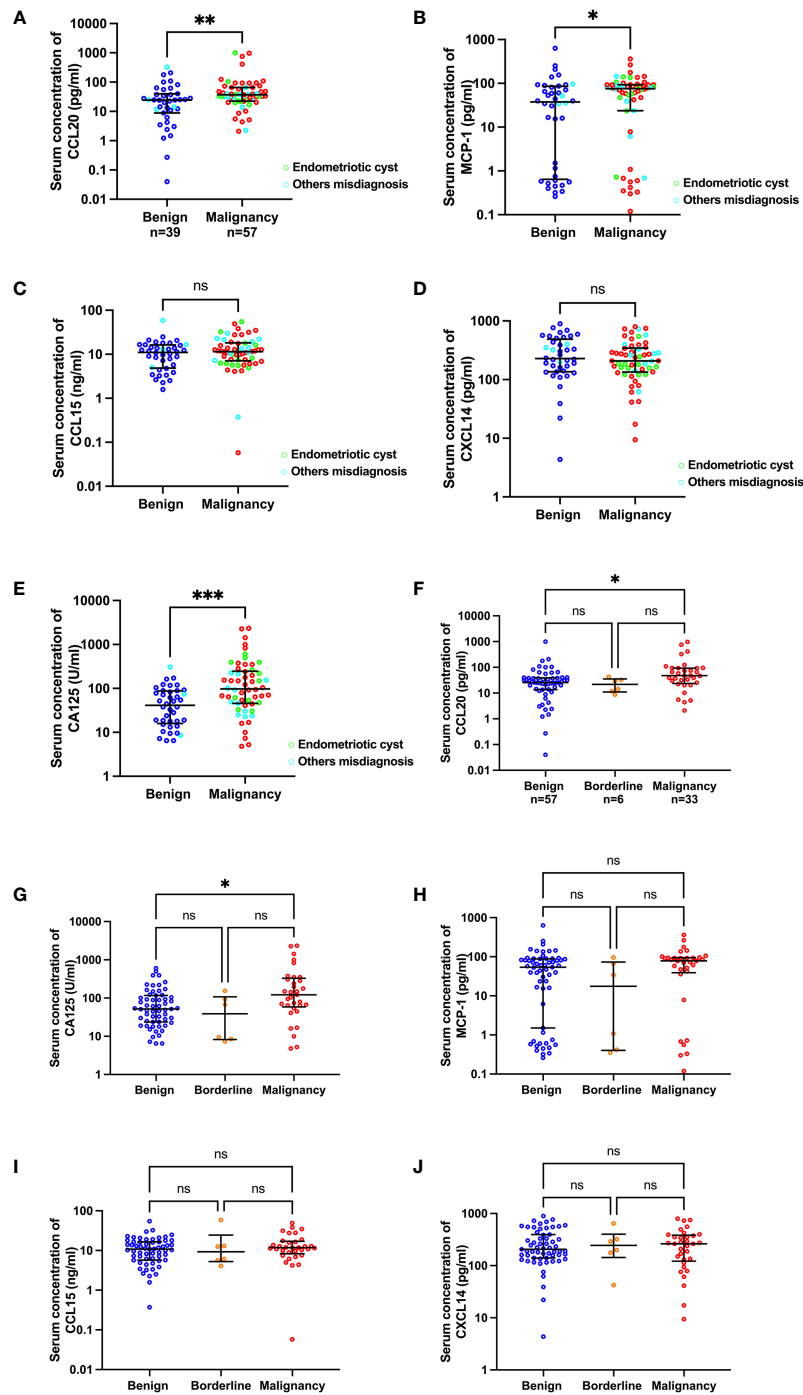 A
**
Serum concentration of
CCL20 (pg/ml)
10000
1000
100
10
1
0.1
0.01
Benign
n=39
Malignancy
n=57
Endometriotic cyst
Others misdiagnosis
B
*
Serum concentration of
MCP-1 (pg/ml)
1000
100
10
1
0.1
Benign
Malignancy
Endometriotic cyst
Others misdiagnosis
C
ns
Serum concentration of
CCL15 (ng/ml)
100
10
1
0.1
0.01
Benign
Malignancy
Endometriotic cyst
Others misdiagnosis
D
ns
Serum concentration of
CXCL14 (pg/ml)
1000
100
10
1
Benign
Malignancy
Endometriotic cyst
Others misdiagnosis
E
***
Serum concentration of
CA125 (U/ml)
10000
1000
100
10
1
Benign
Malignancy
Endometriotic cyst
Others misdiagnosis
F
*
ns
ns
Serum concentration of
CCL20 (pg/ml)
10000
1000
100
10
1
0.1
0.01
Benign
n=57
Borderline
n=6
Malignancy
n=33
G
*
ns
ns
Serum concentration of
CA125 (U/ml)
10000
1000
100
10
1
Benign
Borderline
Malignancy
H
ns
ns
ns
Serum concentration of
MCP-1 (pg/ml)
1000
100
10
1
0.1
Benign
Borderline
Malignancy
I
ns
ns
ns
Serum concentration of
CCL15 (ng/ml)
100
10
1
0.1
0.01
Benign
Borderline
Malignancy
J
ns
ns
ns
Serum concentration of
CXCL14 (pg/ml)
1000
100
10
1
Benign
Borderline
Malignancy